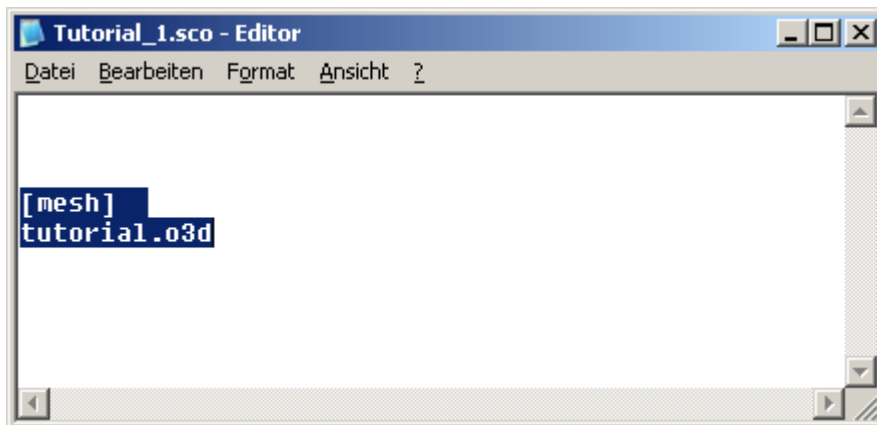 Tutorial_1.sco - Editor
Datei Bearbeiten Format Ansicht ?
[mesh]
tutorial.o3d